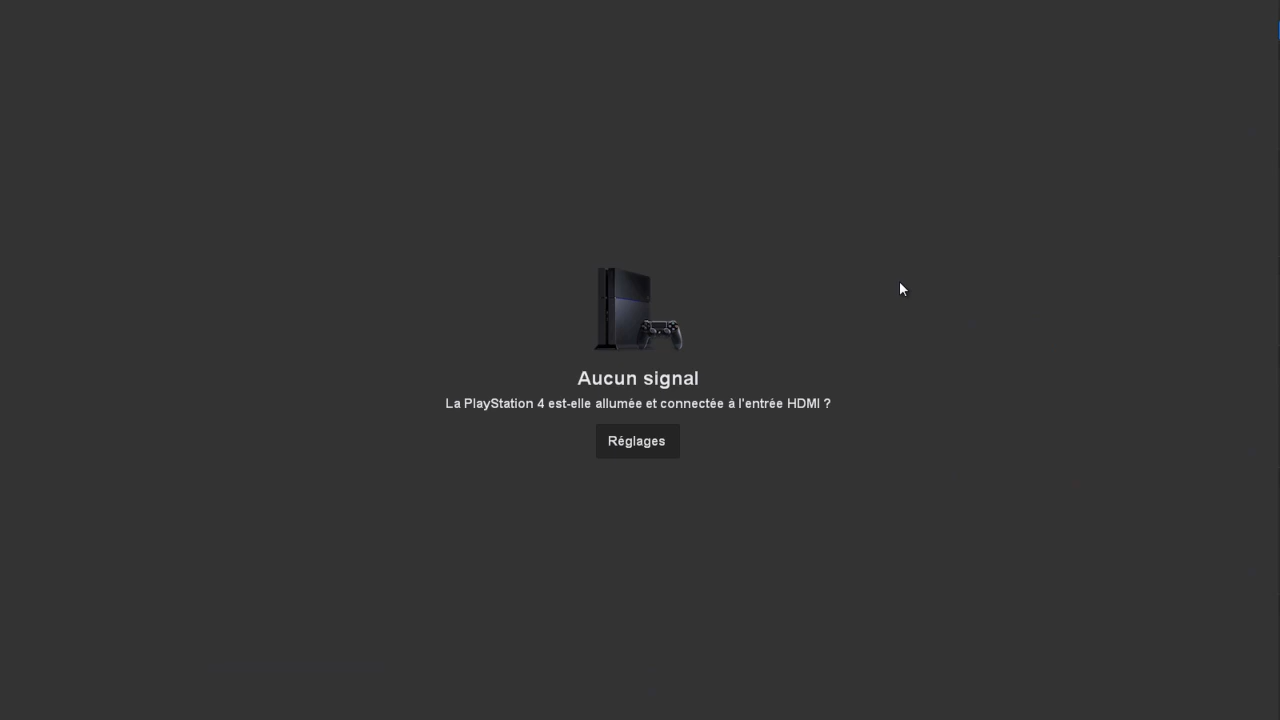 Aucun signal
La PlayStation 4 est-elle allumée et connectée à l'entrée HDMI ?
Réglages